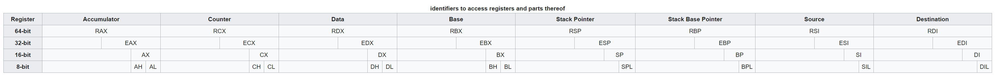 identifiers to access registers and parts thereof
Register Accumulator Counter Data Base Stack Pointer Stack Base Pointer Source Destination
64-bit RAX RCX RDX RBX RSP RBP RSI RDI
32-bit EAX ECX EDX EBX ESP EBP ESI EDI
16-bit AX CX DX BX SP BP SI DI
8-bit AH AL CH CL DH DL BH BL SPL BPL SIL DIL